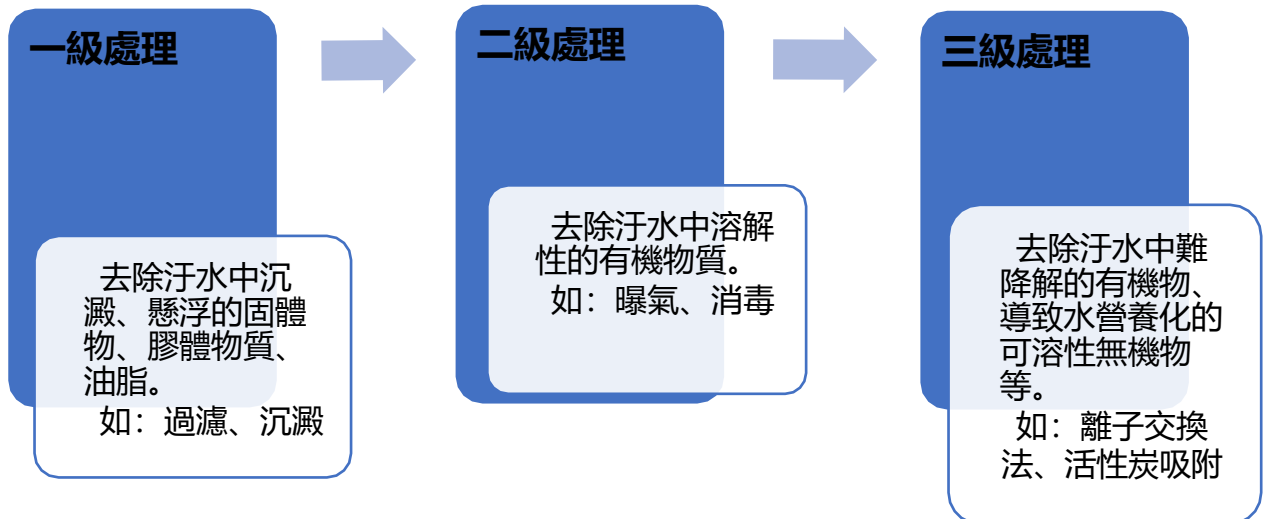 一級處理
去除汙水中沉
澱、懸浮的固體
物、膠體物質、
油脂。
如：過濾、沉澱
二級處理
去除汙水中溶解
性的有機物質。
如：曝氣、消毒
三級處理
去除汙水中難
降解的有機物、
導致水營養化的
可溶性無機物
等。
如：離子交換
法、活性炭吸附